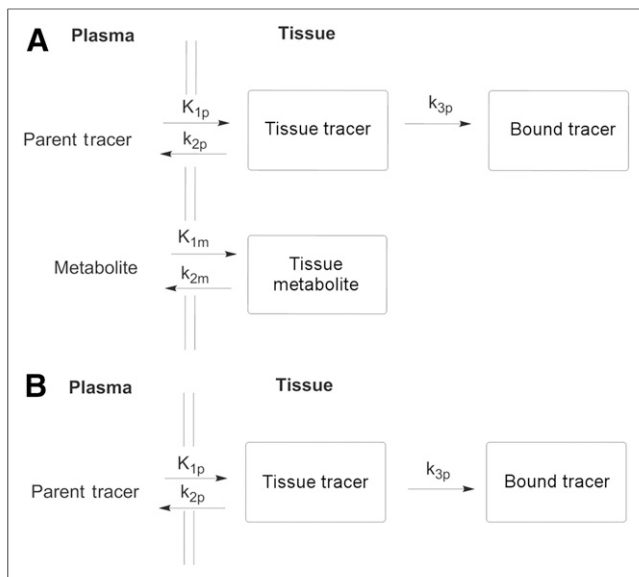 A
Plasma Tissue
K1p
k3p
Parent tracer
k2p
Tissue tracer
Bound tracer
K1m
Metabolite
k2m
Tissue
metabolite
B
Plasma Tissue
K1p
k3p
Parent tracer
k2p
Tissue tracer
Bound tracer